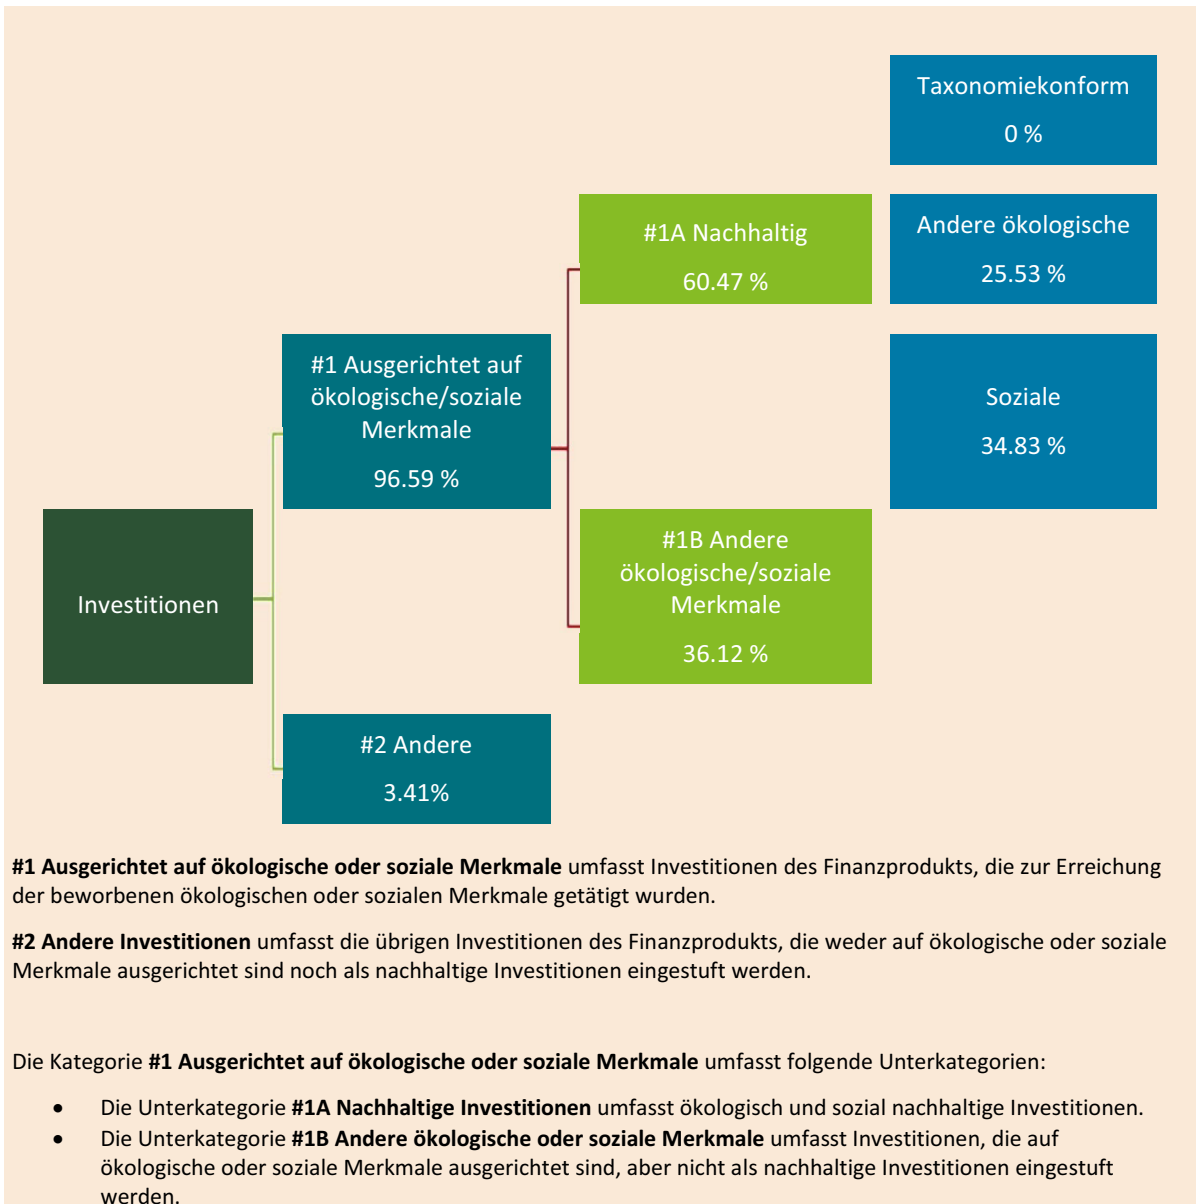 Taxonomiekonform
0 %
#1A Nachhaltig
60.47 %
Andere ökologische
25.53 %
#1 Ausgerichtet auf
ökologische/soziale
Merkmale
96.59 %
Soziale
34.83 %
Investitionen
#1B Andere
ökologische/soziale
Merkmale
36.12 %
#2 Andere
3.41%
#1 Ausgerichtet auf ökologische oder soziale Merkmale umfasst Investitionen des Finanzprodukts, die zur Erreichung
der beworbenen ökologischen oder sozialen Merkmale getätigt wurden.
#2 Andere Investitionen umfasst die übrigen Investitionen des Finanzprodukts, die weder auf ökologische oder soziale
Merkmale ausgerichtet sind noch als nachhaltige Investitionen eingestuft werden.
Die Kategorie #1 Ausgerichtet auf ökologische oder soziale Merkmale umfasst folgende Unterkategorien:
• Die Unterkategorie #1A Nachhaltige Investitionen umfasst ökologisch und sozial nachhaltige Investitionen.
• Die Unterkategorie #1B Andere ökologische oder soziale Merkmale umfasst Investitionen, die auf
ökologische oder soziale Merkmale ausgerichtet sind, aber nicht als nachhaltige Investitionen eingestuft
werden.